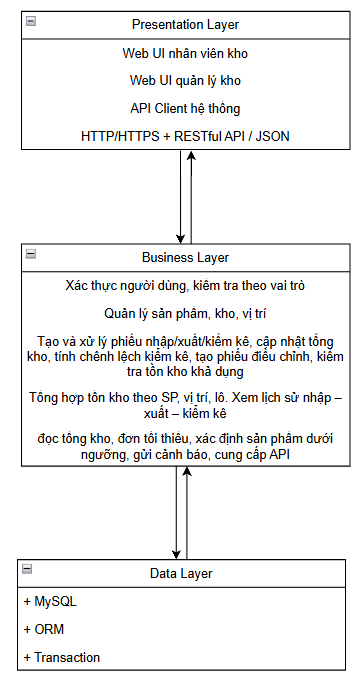 Presentation Layer
Web UI nhân viên kho
Web UI quản lý kho
API Client hệ thông
HTTP/HTTPS + RESTful API / JSON
Business Layer
Xác thực người dùng, kiểm tra theo vai trò
Quản lý sản phẩm, kho, vị trí
Tạo và xử lý phiếu nhập/xuất/kiểm kê, cập nhật tổng
kho, tính chênh lệch kiểm kê, tạo phiếu điều chỉnh, kiểm
tra tồn kho khả dụng
Tổng hợp tồn kho theo SP, vị trí, lô. Xem lịch sử nhập –
xuất – kiểm kê
đọc tổng kho, đơn tối thiểu, xác định sản phẩm dưới
ngưỡng, gửi cảnh báo, cung cấp API
Data Layer
+ MySQL
+ ORM
+ Transaction